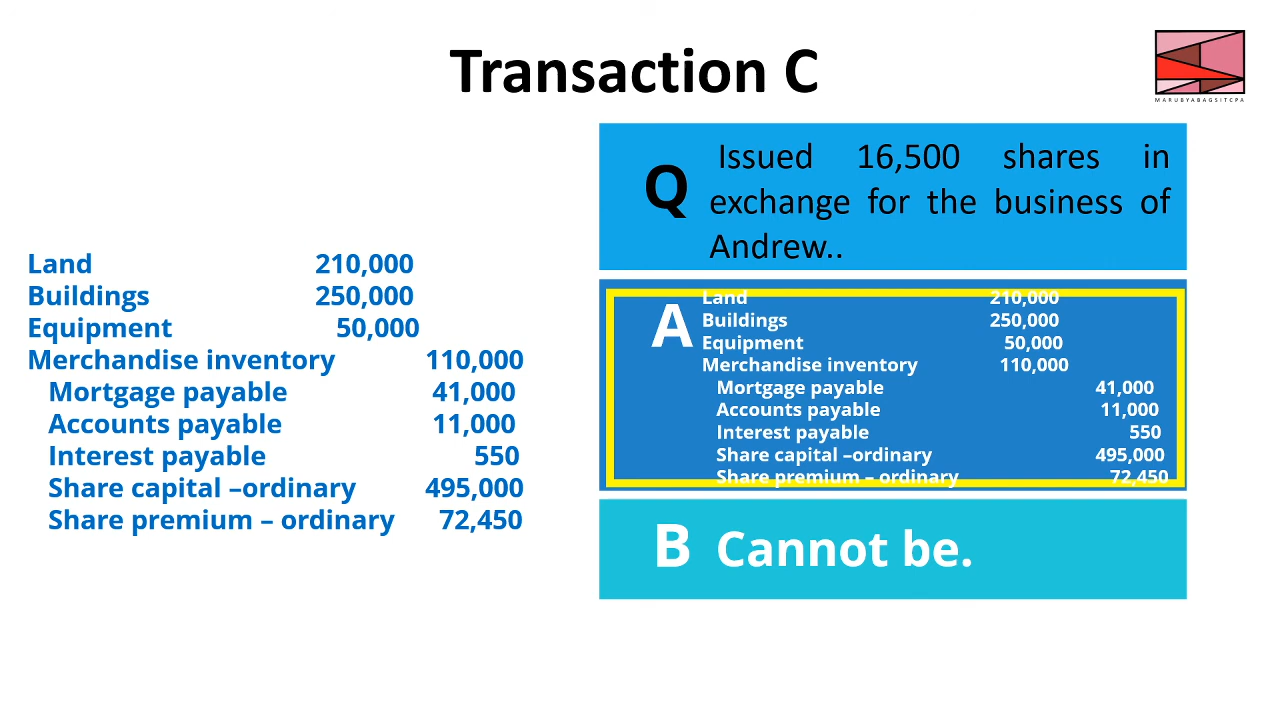 Transaction C
MARUBYABAGSITCPA
Land 210,000
Buildings 250,000
Equipment 50,000
Merchandise inventory 110,000
Mortgage payable 41,000
Accounts payable 11,000
Interest payable 550
Share capital –ordinary 495,000
Share premium – ordinary 72,450
Q
Issued 16,500 shares in
exchange for the business of
Andrew..
A
Land 210,000
Buildings 250,000
Equipment 50,000
Merchandise inventory 110,000
Mortgage payable 41,000
Accounts payable 11,000
Interest payable 550
Share capital –ordinary 495,000
Share premium – ordinary 72,450
B Cannot be.